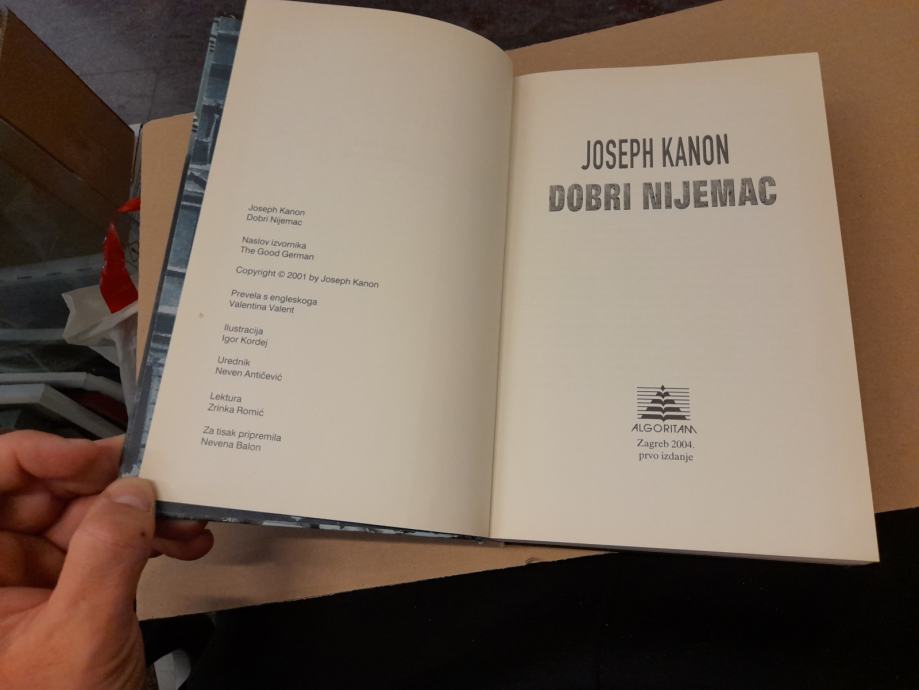 Joseph Kanon
Dobri Nijemac
Naslov izvornika
The Good German
Copyright © 2001 by Joseph Kanon
Prevela s engleskoga
Valentina Valent
Ilustracija
Igor Kordej
Urednik
Neven Antičević
Lektura
Zrinka Romić
Za tisak pripremila
Nevena Balon
JOSEPH KANON
DOBRI NIJEMAC
ALGORITAM
Zagreb 2004.
prvo izdanje